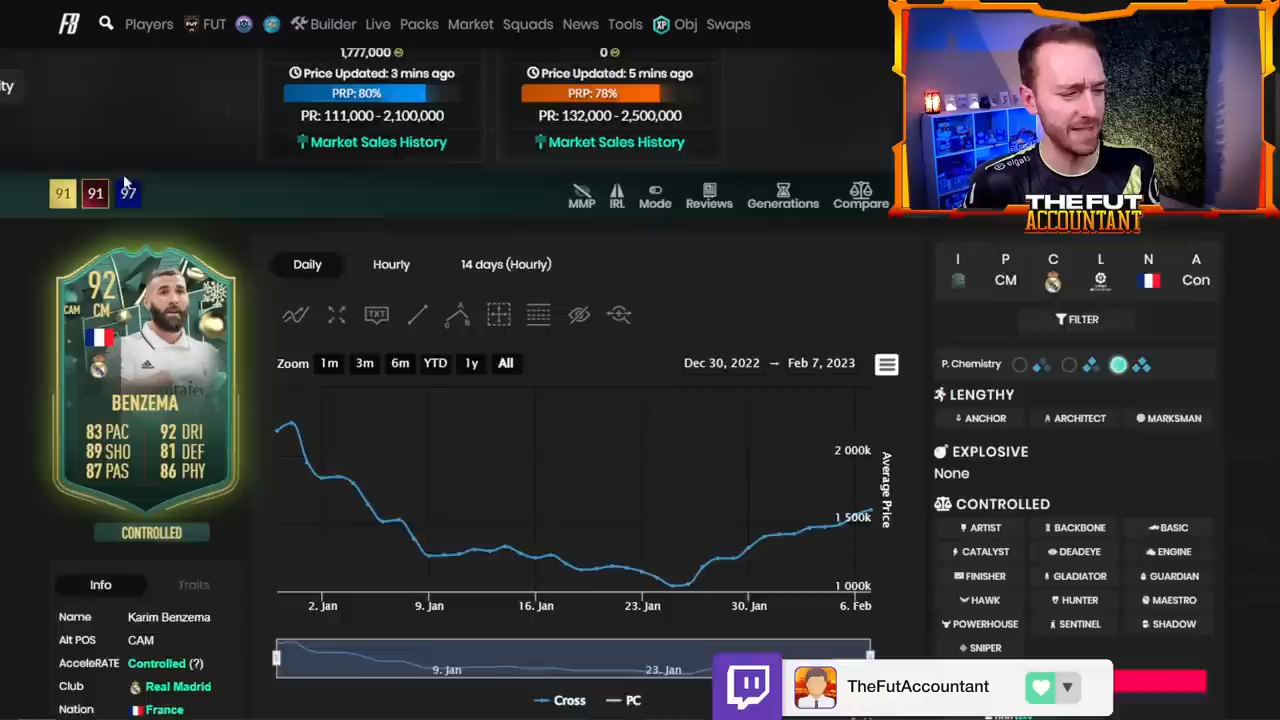 FB Players FUT Builder Live Packs Market Squads News Tools XP Obj Swaps
1,777,000
0
Price Updated: 3 mins ago
Price Updated: 5 mins ago
PRP: 80%
PRP: 78%
PR: 111,000 - 2,100,000
PR: 132,000 - 2,500,000
Market Sales History
Market Sales History
ity
elgato
THEFUT
ACCOUNTANT
91 91 97
MMP IRL Mode Reviews Generations Compare
92
CM
CAM
BENZEMA
83 PAC 92 DRI
89 SHO 81 DEF
87 PAS 86 PHY
CONTROLLED
Info Traits
Name Karim Benzema
Alt POS CAM
AcceleRATE Controlled (?)
Club Real Madrid
Nation France
Daily Hourly 14 days (Hourly)
TXT
Zoom 1m 3m 6m YTD 1y All
Dec 30, 2022 → Feb 7, 2023
2 000k
1 500k
1 000k
Average Price
2. Jan 9. Jan 16. Jan 23. Jan 30. Jan 6. Feb
9. Jan 23. Jan
Cross PC
I P C L N A
CM Con
FILTER
P. Chemistry
LENGTHY
ANCHOR ARCHITECT MARKSMAN
EXPLOSIVE
None
CONTROLLED
ARTIST BACKBONE BASIC
CATALYST DEADEYE ENGINE
FINISHER GLADIATOR GUARDIAN
HAWK HUNTER MAESTRO
POWERHOUSE SENTINEL SHADOW
SNIPER
TheFutAccountant